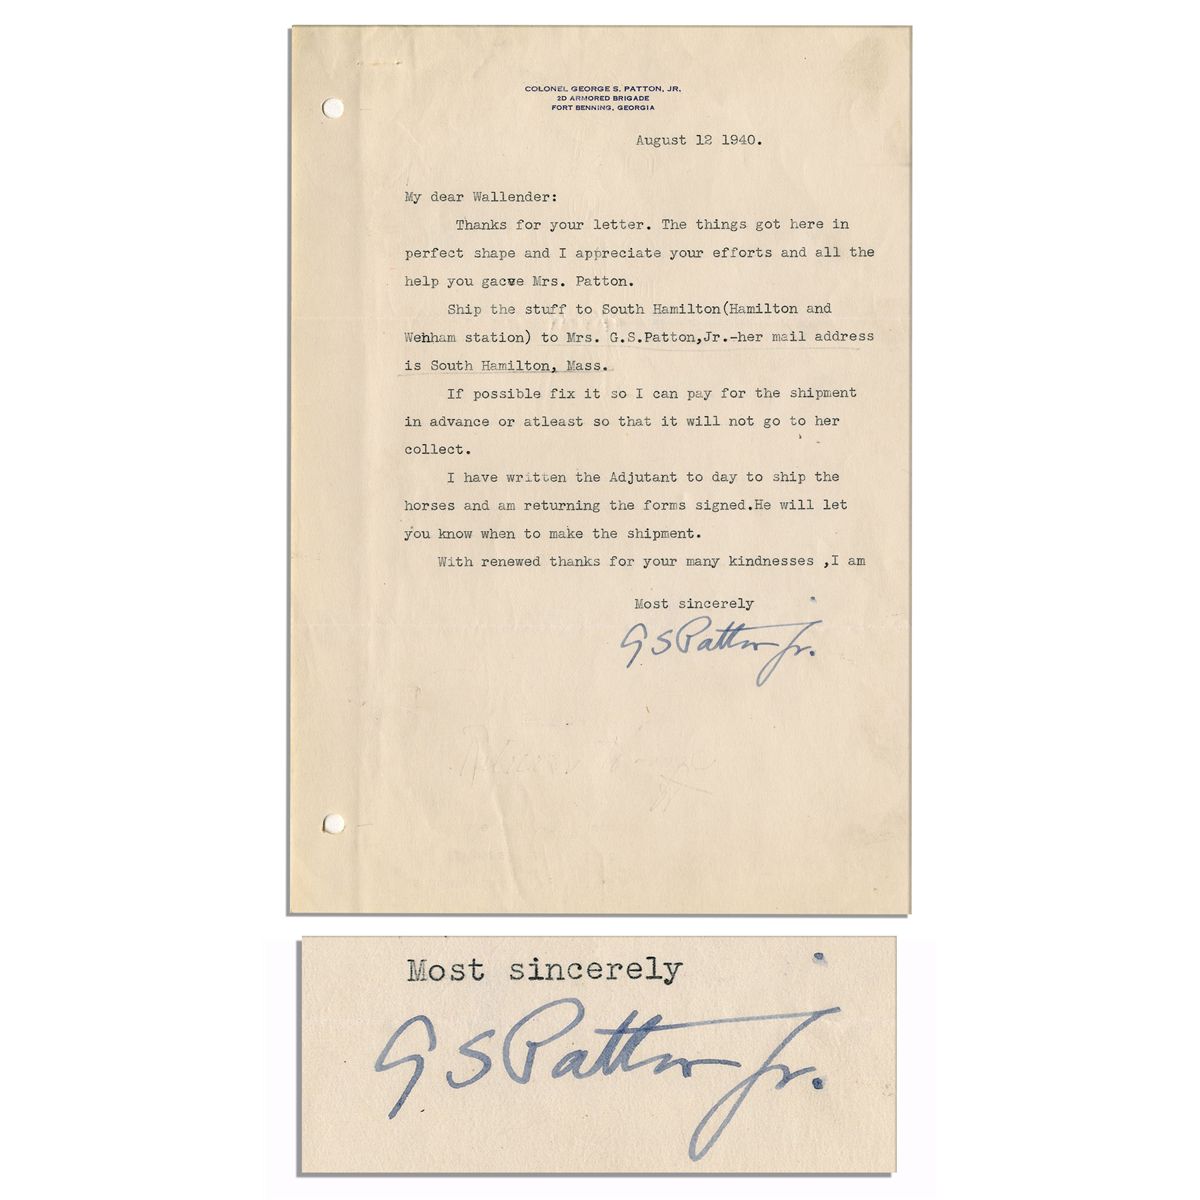 COLONEL GEORGE S. PATTON, JR.
2D ARMORED BRIGADE
FORT BENNING, GEORGIA
August 12 1940.
My dear Wallender:
Thanks for your letter. The things got here in
perfect shape and I appreciate your efforts and all the
help you gacve Mrs. Patton.
Ship the stuff to South Hamilton(Hamilton and
Wehham station) to Mrs. G.S.Patton,Jr.-her mail address
is South Hamilton, Mass.
If possible fix it so I can pay for the shipment
in advance or atleast so that it will not go to her
collect.
I have written the Adjutant to day to ship the
horses and am returning the forms signed.He will let
you know when to make the shipment.
With renewed thanks for your many kindnesses ,I am
Most sincerely
G S Patton Jr.
Most sincerely
G S Patton Jr.